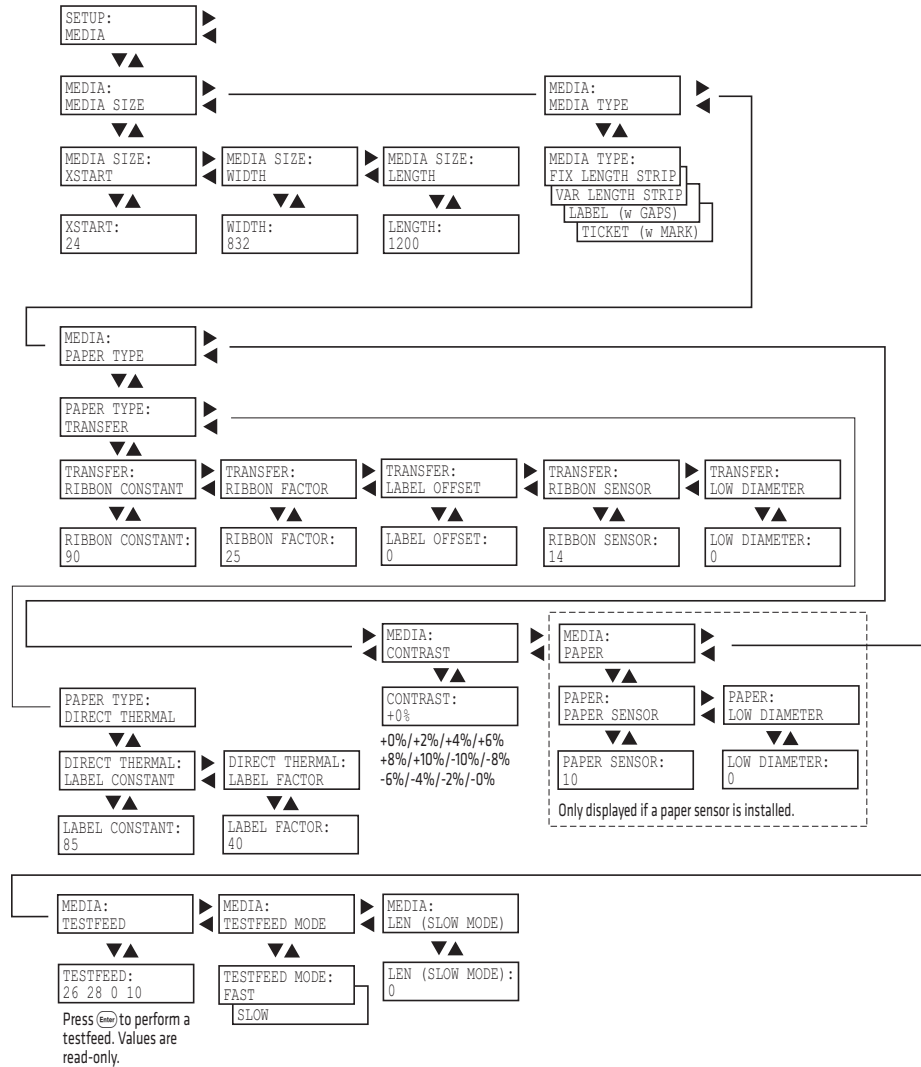 SETUP:
MEDIA
MEDIA:
MEDIA SIZE
MEDIA:
MEDIA TYPE
MEDIA SIZE:
XSTART
MEDIA SIZE:
WIDTH
MEDIA SIZE:
LENGTH
MEDIA TYPE:
FIX LENGTH STRIP
VAR LENGTH STRIP
LABEL (w GAPS)
TICKET (w MARK)
XSTART:
24
WIDTH:
832
LENGTH:
1200
MEDIA:
PAPER TYPE
PAPER TYPE:
TRANSFER
TRANSFER:
RIBBON CONSTANT
TRANSFER:
RIBBON FACTOR
TRANSFER:
LABEL OFFSET
TRANSFER:
RIBBON SENSOR
TRANSFER:
LOW DIAMETER
RIBBON CONSTANT:
90
RIBBON FACTOR:
25
LABEL OFFSET:
0
RIBBON SENSOR:
14
LOW DIAMETER:
0
MEDIA:
CONTRAST
MEDIA:
PAPER
PAPER TYPE:
DIRECT THERMAL
CONTRAST:
+0%
+0%/+2%/+4%/+6%
+8%/+10%/-10%/-8%
-6%/-4%/-2%/-0%
PAPER:
PAPER SENSOR
PAPER:
LOW DIAMETER
DIRECT THERMAL:
LABEL CONSTANT
DIRECT THERMAL:
LABEL FACTOR
PAPER SENSOR:
10
LOW DIAMETER:
0
Only displayed if a paper sensor is installed.
LABEL CONSTANT:
85
LABEL FACTOR:
40
MEDIA:
TESTFEED
MEDIA:
TESTFEED MODE
MEDIA:
LEN (SLOW MODE)
TESTFEED:
26 28 0 10
TESTFEED MODE:
FAST
SLOW
LEN (SLOW MODE):
0
Press Enter to perform a
testfeed. Values are
read-only.